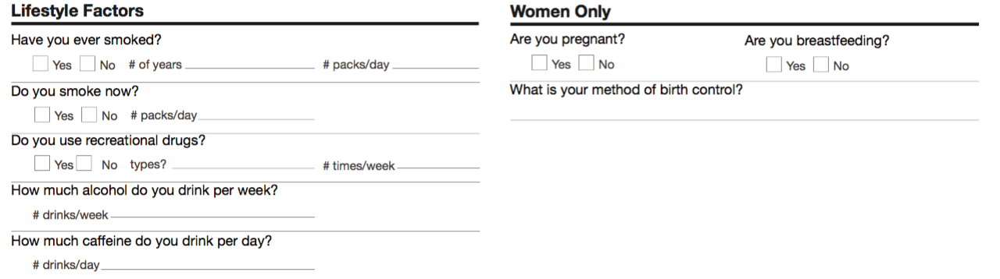 Lifestyle Factors
Have you ever smoked?
Yes No # of years # packs/day
Do you smoke now?
Yes No # packs/day
Do you use recreational drugs?
Yes No types? # times/week
How much alcohol do you drink per week?
# drinks/week
How much caffeine do you drink per day?
# drinks/day
Women Only
Are you pregnant? Are you breastfeeding?
Yes No Yes No
What is your method of birth control?